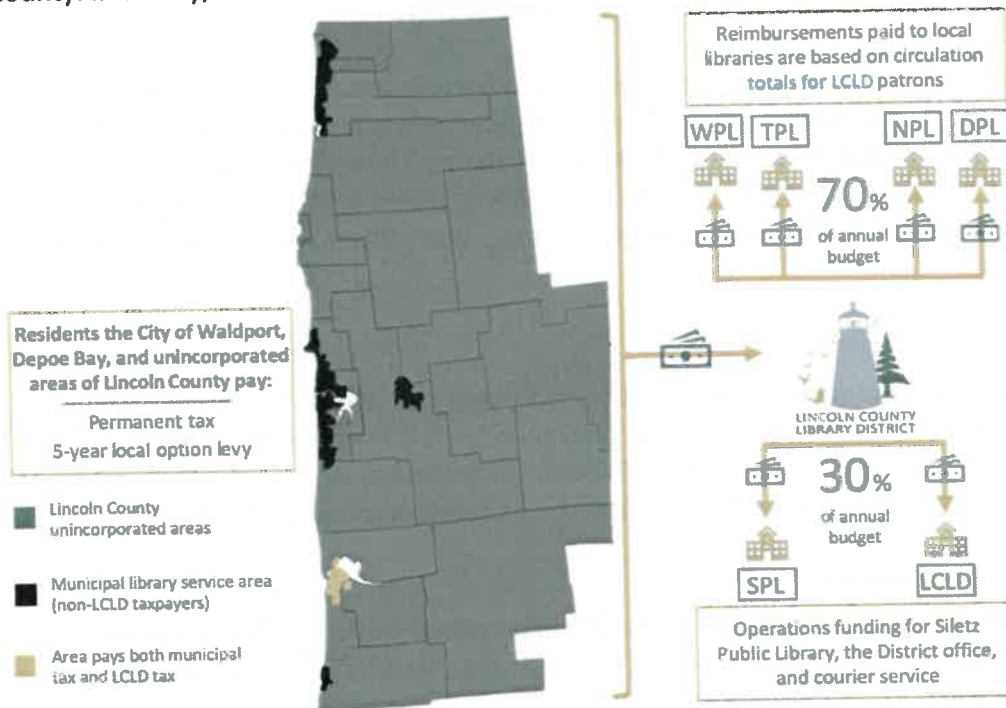 Reimbursements paid to local
libraries are based on circulation
totals for LCLD patrons
WPL TPL NPL DPL
70%
of annual
budget
Residents the City of Waldport,
Depoe Bay, and unincorporated
areas of Lincoln County pay:
Permanent tax
5-year local option levy
LINCOLN COUNTY
LIBRARY DISTRICT
30%
of annual
budget
Lincoln County
unincorporated areas
Municipal library service area
(non-LCLD taxpayers)
Area pays both municipal
tax and LCLD tax
SPL LCLD
Operations funding for Siletz
Public Library, the District office,
and courier service